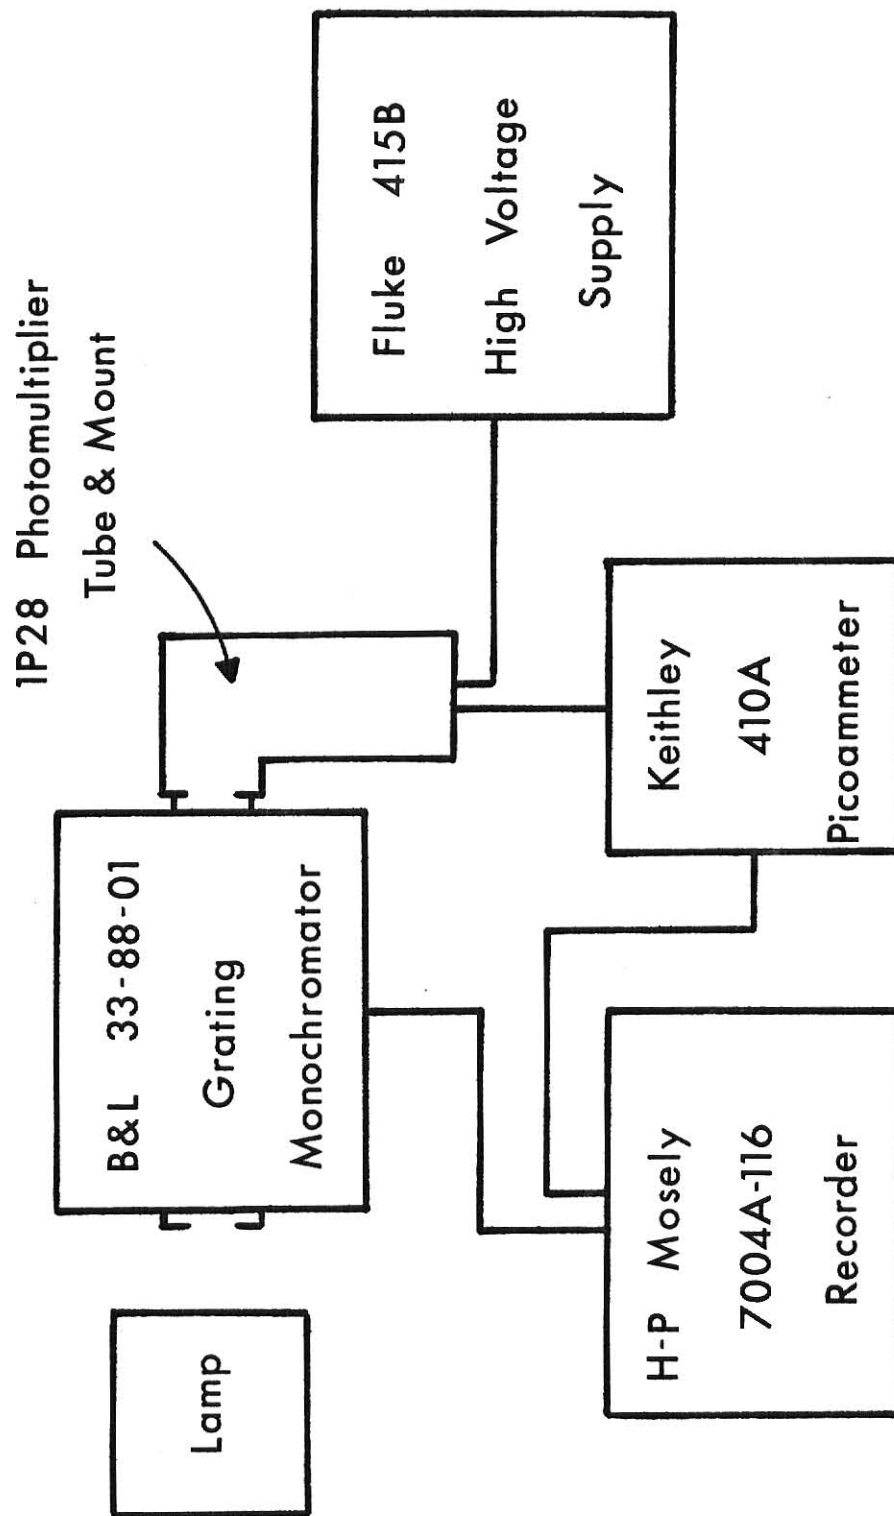 1P28 Photomultiplier
Tube & Mount
Lamp
B&L 33-88-01
Grating
Monochromator
Fluke 415B
High Voltage
Supply
H-P Mosely
7004A-116
Recorder
Keithley
410A
Picoammeter